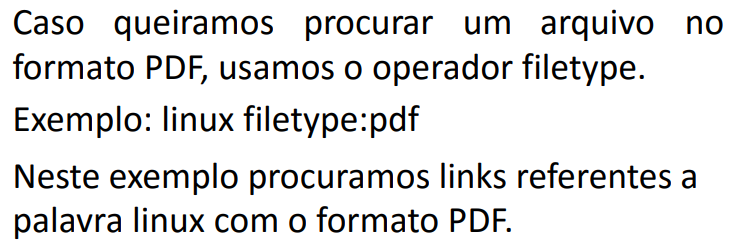 Caso queiramos procurar um arquivo no
formato PDF, usamos o operador filetype.
Exemplo: linux filetype:pdf
Neste exemplo procuramos links referentes a
palavra linux com o formato PDF.